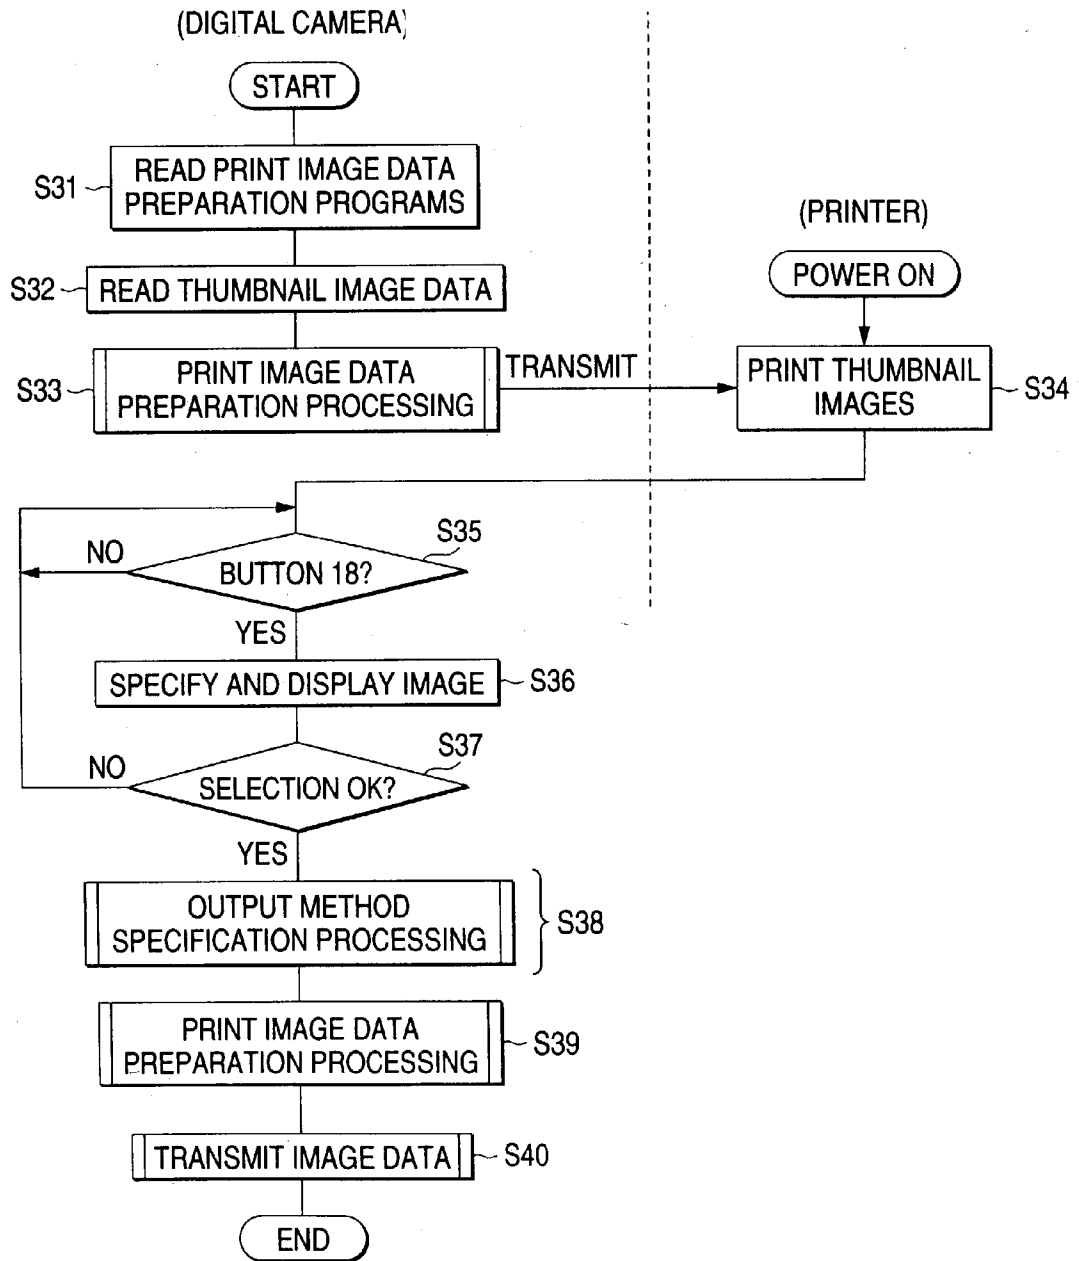 (DIGITAL CAMERA)
START
S31
READ PRINT IMAGE DATA
PREPARATION PROGRAMS
S32
READ THUMBNAIL IMAGE DATA
S33
PRINT IMAGE DATA
PREPARATION PROCESSING
TRANSMIT
(PRINTER)
POWER ON
PRINT THUMBNAIL
IMAGES
S34
S35
NO
BUTTON 18?
YES
SPECIFY AND DISPLAY IMAGE
S36
S37
NO
SELECTION OK?
YES
OUTPUT METHOD
SPECIFICATION PROCESSING
S38
PRINT IMAGE DATA
PREPARATION PROCESSING
S39
TRANSMIT IMAGE DATA
S40
END